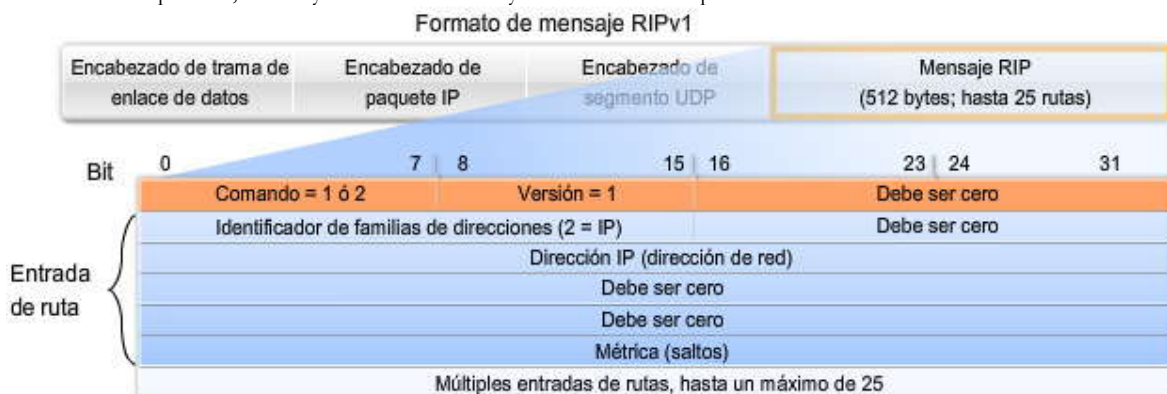 Formato de mensaje RIPv1
Encabezado de trama de enlace de datos
Encabezado de paquete IP
Encabezado de segmento UDP
Mensaje RIP
(512 bytes; hasta 25 rutas)
Bit 0 7 8 15 16 23 24 31
Comando = 1 ó 2 Versión = 1 Debe ser cero
Identificador de familias de direcciones (2 = IP) Debe ser cero
Dirección IP (dirección de red)
Entrada de ruta
Debe ser cero
Debe ser cero
Métrica (saltos)
Múltiples entradas de rutas, hasta un máximo de 25